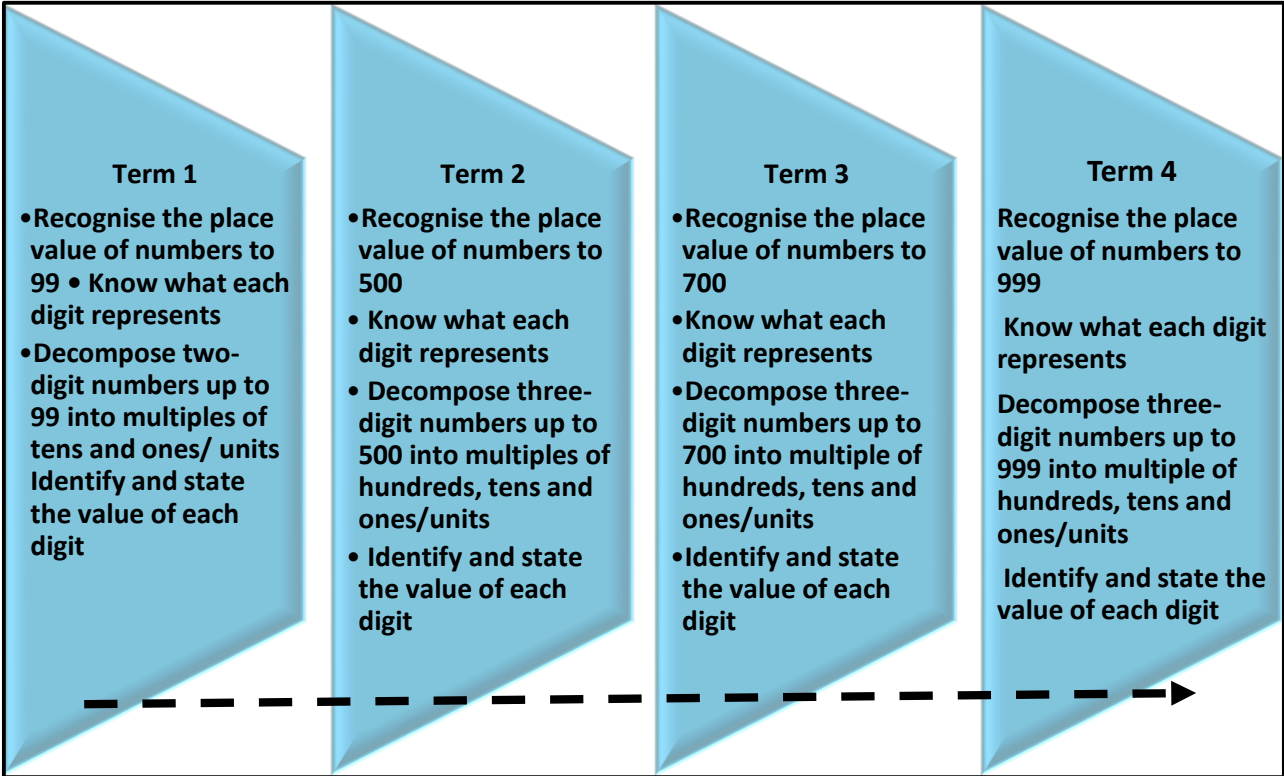 Term 1
•Recognise the place
value of numbers to
99 • Know what each
digit represents
•Decompose two-
digit numbers up to
99 into multiples of
tens and ones/ units
Identify and state
the value of each
digit
Term 2
•Recognise the place
value of numbers to
500
• Know what each
digit represents
• Decompose three-
digit numbers up to
500 into multiples of
hundreds, tens and
ones/units
• Identify and state
the value of each
digit
Term 3
•Recognise the place
value of numbers to
700
•Know what each
digit represents
•Decompose three-
digit numbers up to
700 into multiple of
hundreds, tens and
ones/units
•Identify and state
the value of each
digit
Term 4
Recognise the place
value of numbers to
999
Know what each digit
represents
Decompose three-
digit numbers up to
999 into multiple of
hundreds, tens and
ones/units
Identify and state the
value of each digit